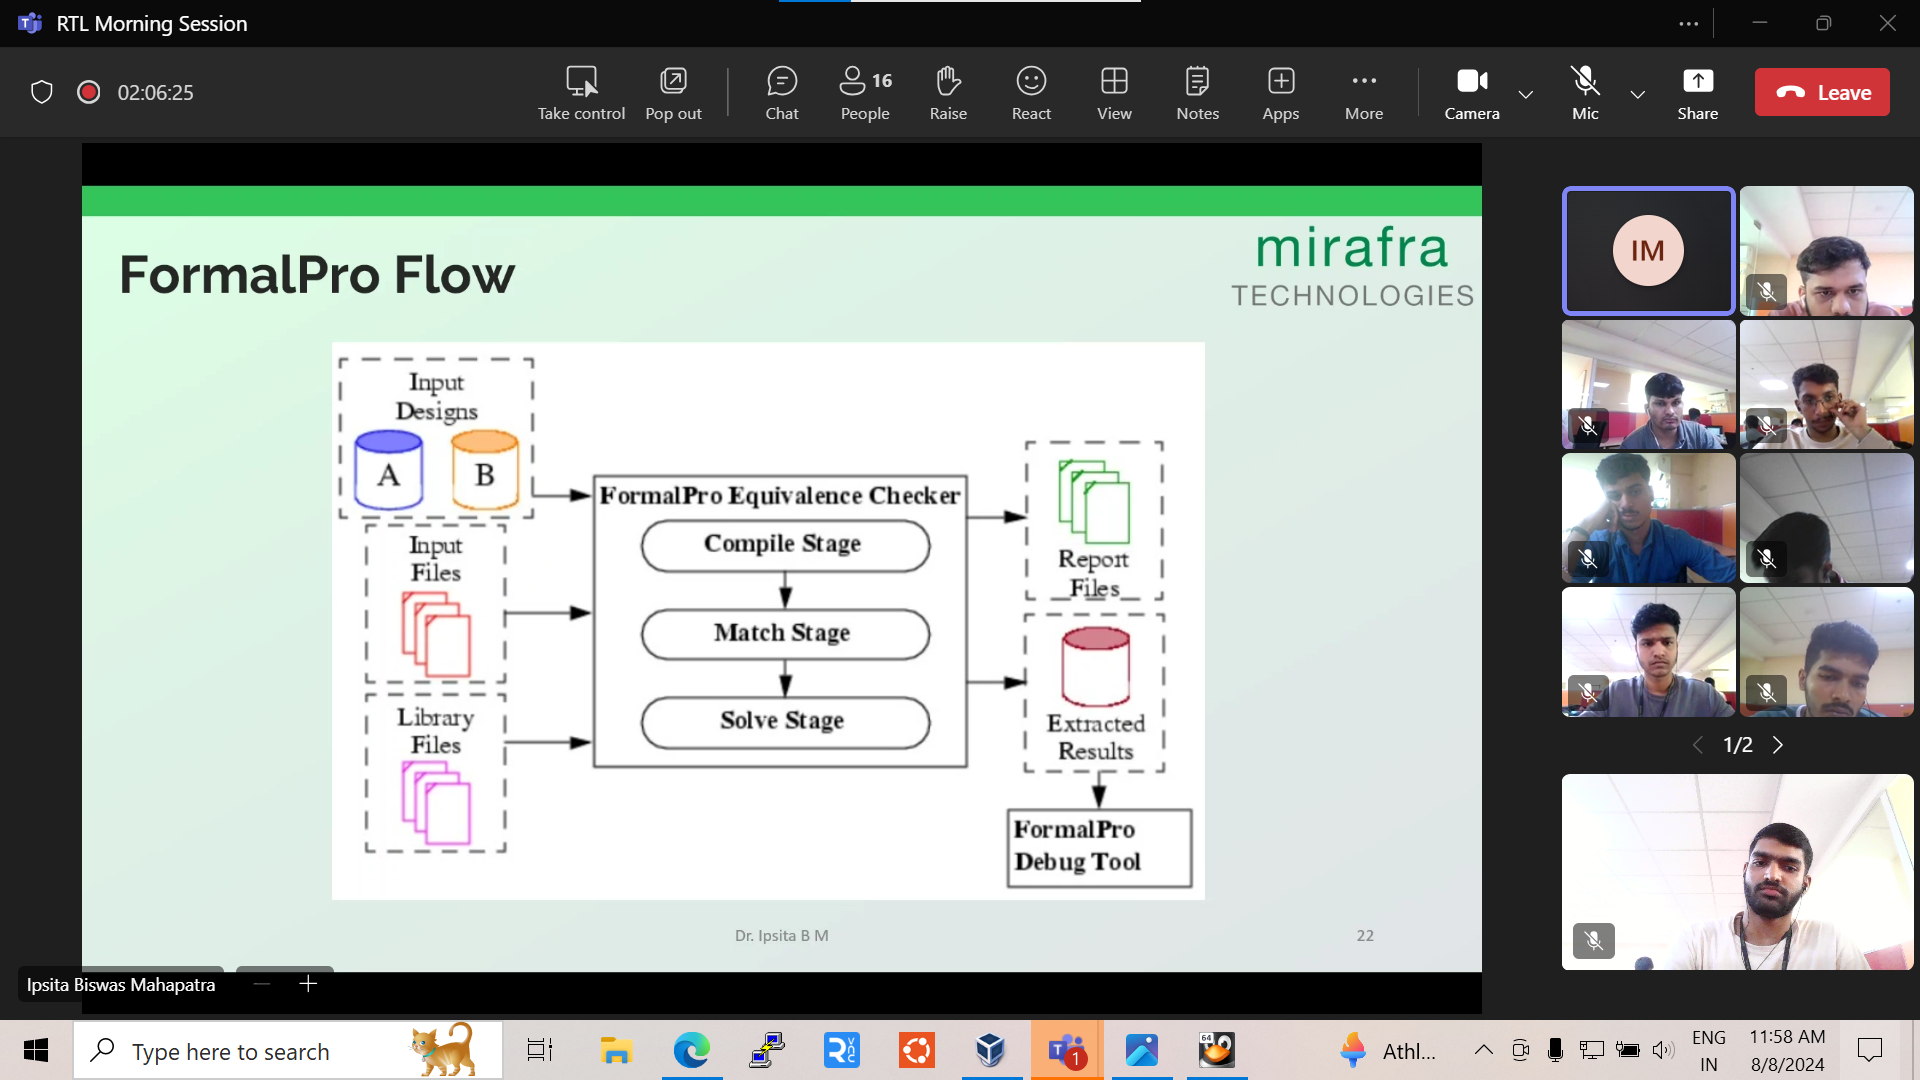 RTL Morning Session
02:06:25
Take control
Pop out
Chat
16
People
Raise
React
View
Notes
Apps
More
Camera
Mic
Share
Leave
FormalPro Flow
mirafra
TECHNOLOGIES
Input
Designs
A
B
Input
Files
Library
Files
FormalPro Equivalence Checker
Compile Stage
Match Stage
Solve Stage
Report
Files
Extracted
Results
FormalPro
Debug Tool
Dr. Ipsita B M
22
IM
1/2
Ipsita Biswas Mahapatra
Type here to search
1
64
Athl...
ENG
IN
11:58 AM
8/8/2024